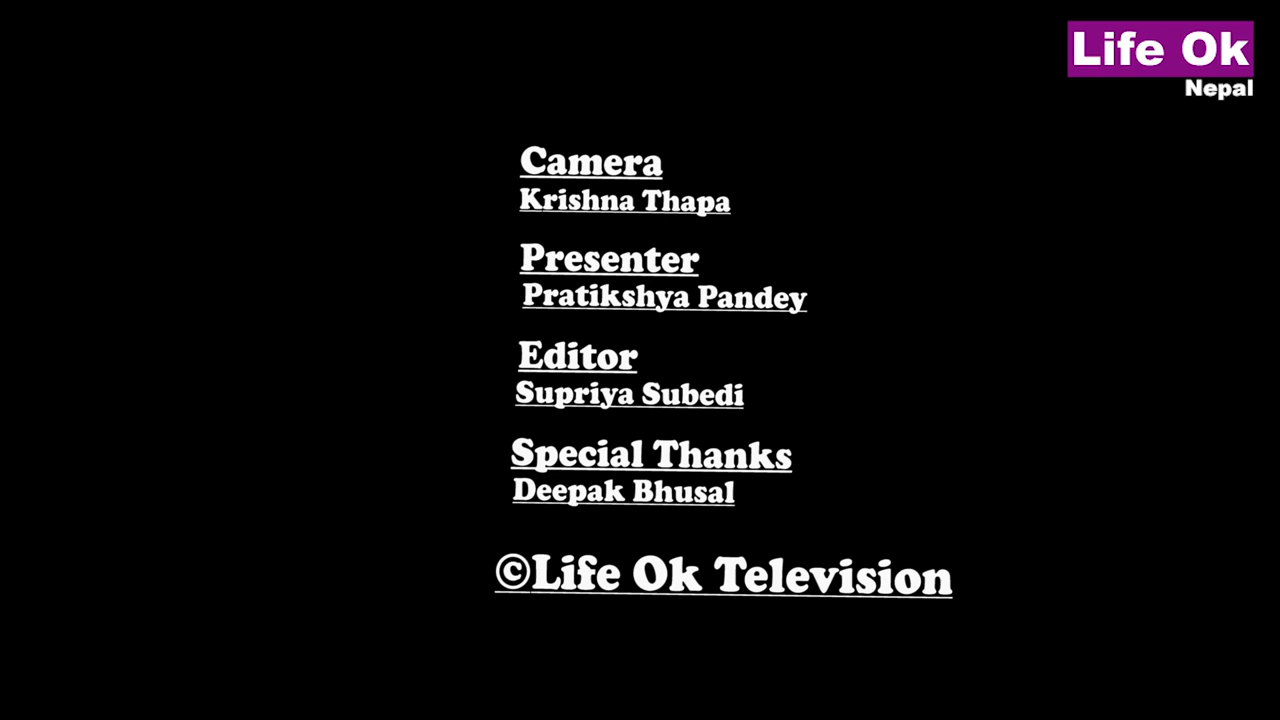 Life Ok
Nepal
Camera
Krishna Thapa
Presenter
Pratikshya Pandey
Editor
Supriya Subedi
Special Thanks
Deepak Bhusal
©Life Ok Television